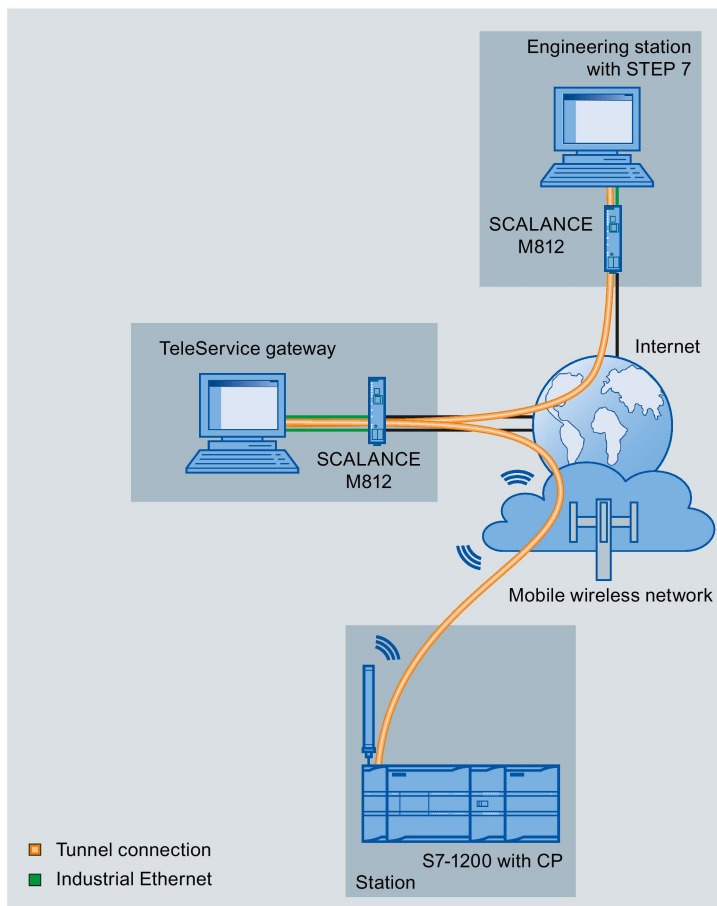 Engineering station
with STEP 7
SCALANCE
M812
Internet
TeleService gateway
SCALANCE
M812
Mobile wireless network
S7-1200 with CP
Station
Tunnel connection
Industrial Ethernet